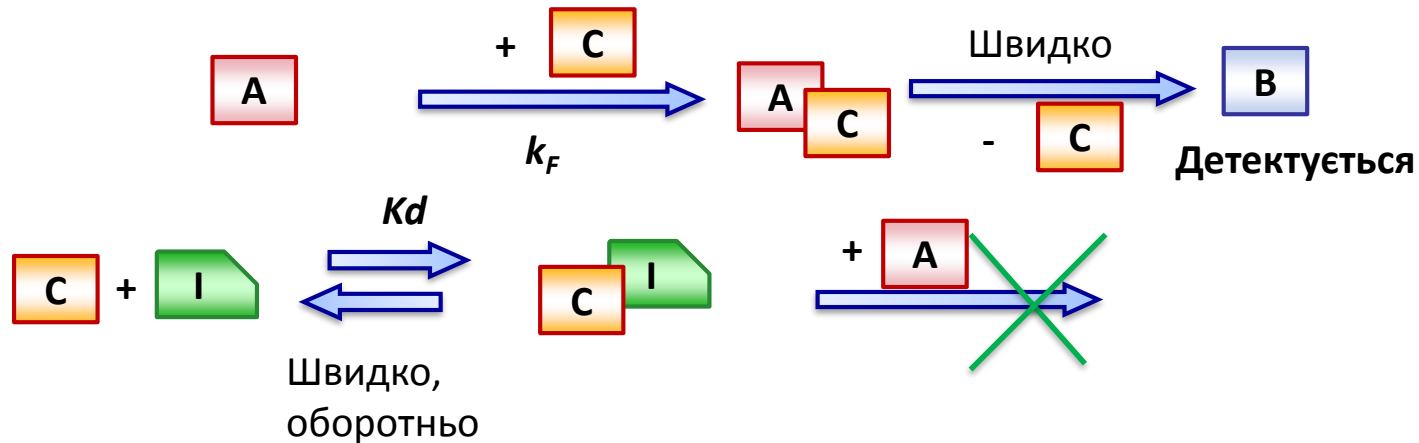 A + C Швидко B
k_F A C - C Детектується
Kd
C + I C I + A
Швидко,
оборотньо